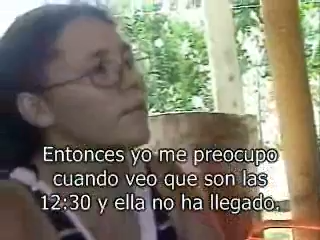 Entonces yo me preocupo
cuando veo que son las
12:30 y ella no ha llegado.